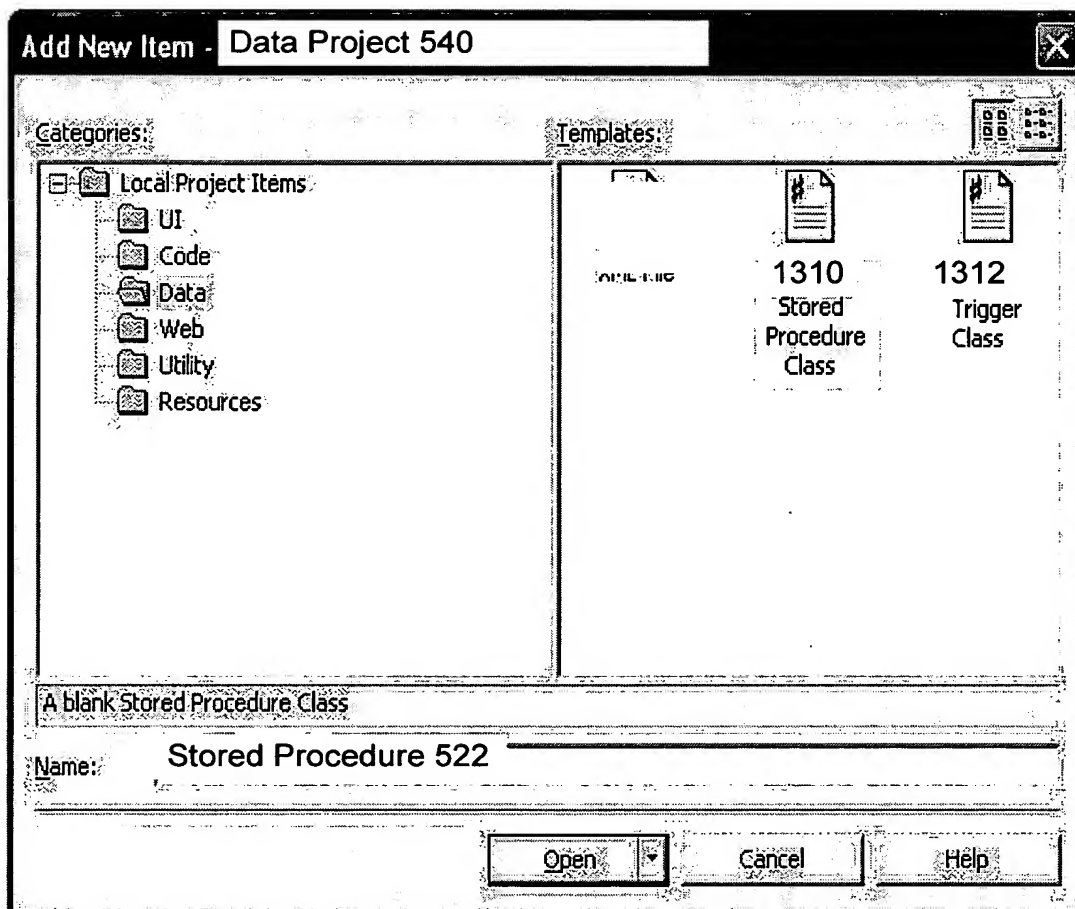 Add New Item - Data Project 540
Categories:
Templates:
Local Project Items
UI
Code
Data
Web
Utility
Resources
1310
Stored
Procedure
Class
1312
Trigger
Class
A blank Stored Procedure Class
Name: Stored Procedure 522
Open
Cancel
Help